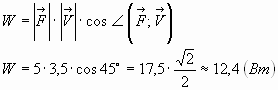 W = |F⃗| · |V⃗| · cos ∠(F⃗; V⃗)
W = 5 · 3,5 · cos 45° = 17,5 · √2/2 ≈ 12,4 (Вт)